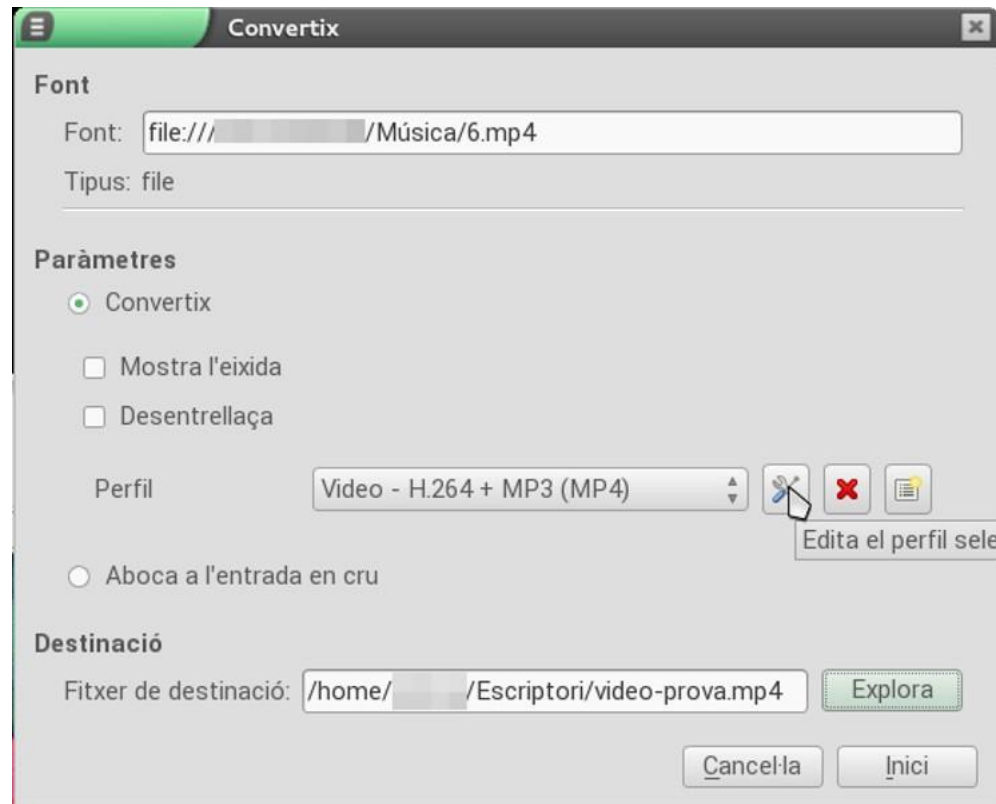 Convertix
Font
Font: file:/// /Música/6.mp4
Tipus: file
Paràmetres
Convertix
Mostra l'eixida
Desentrellaça
Perfil Video - H.264 + MP3 (MP4)
Edita el perfil sele
Aboca a l'entrada en cru
Destinació
Fitxer de destinació: /home/ /Escriptori/video-prova.mp4 Explora
Cancel·la Inici